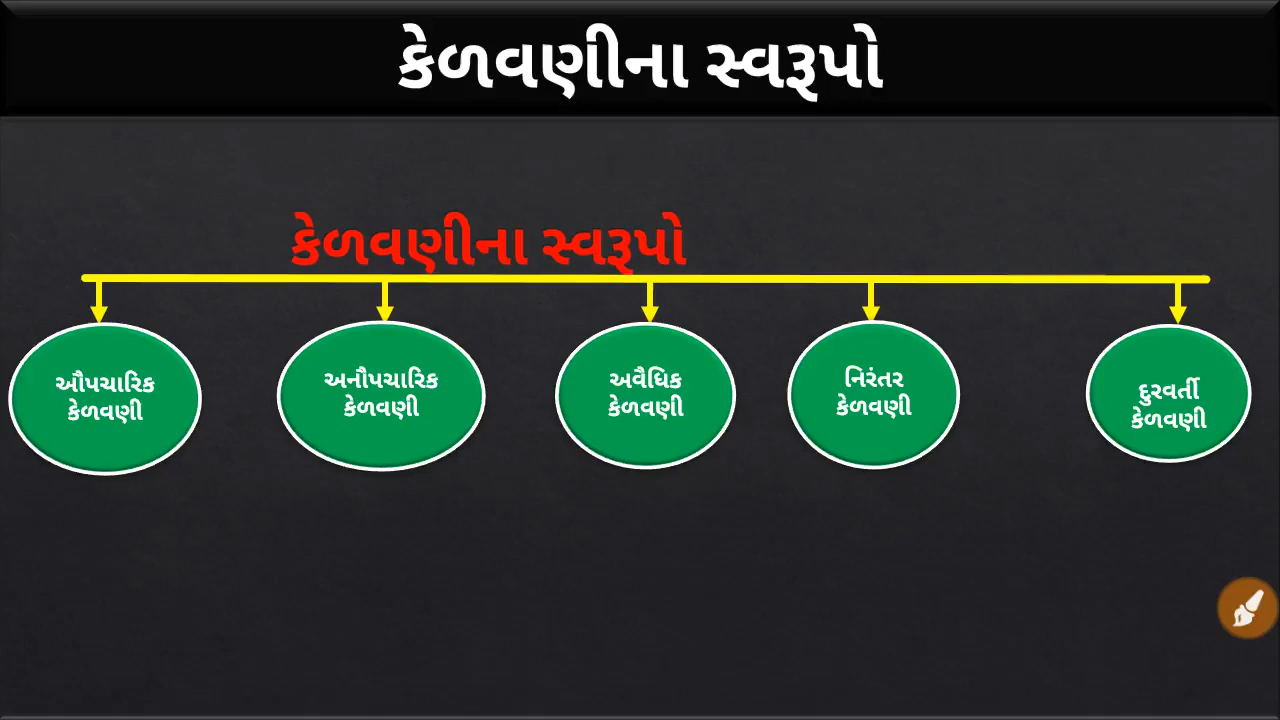 કેળવણીના સ્વરૂપો
કેળવણીના સ્વરૂપો
ઔપચારિક
કેળવણી
અનૌપચારિક
કેળવણી
અવૈધિક
કેળવણી
નિરંતર
કેળવણી
દુરવર્તી
કેળવણી